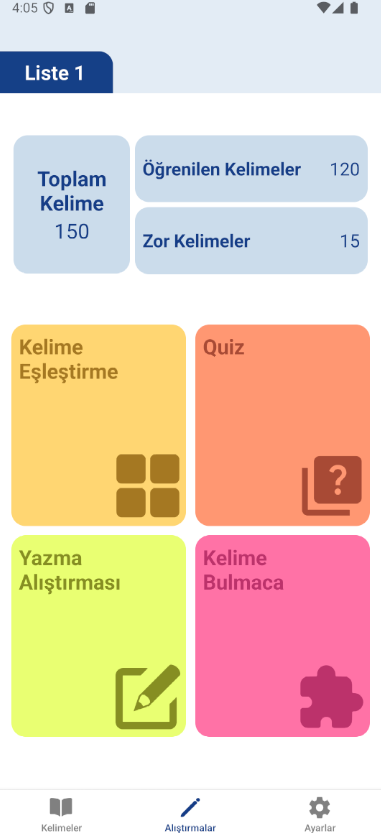 4:05
Liste 1
Toplam
Kelime
150
Öğrenilen Kelimeler 120
Zor Kelimeler 15
Kelime
Eşleştirme
Quiz
?
Yazma
Alıştırması
Kelime
Bulmaca
Kelimeler
Alıştırmalar
Ayarlar